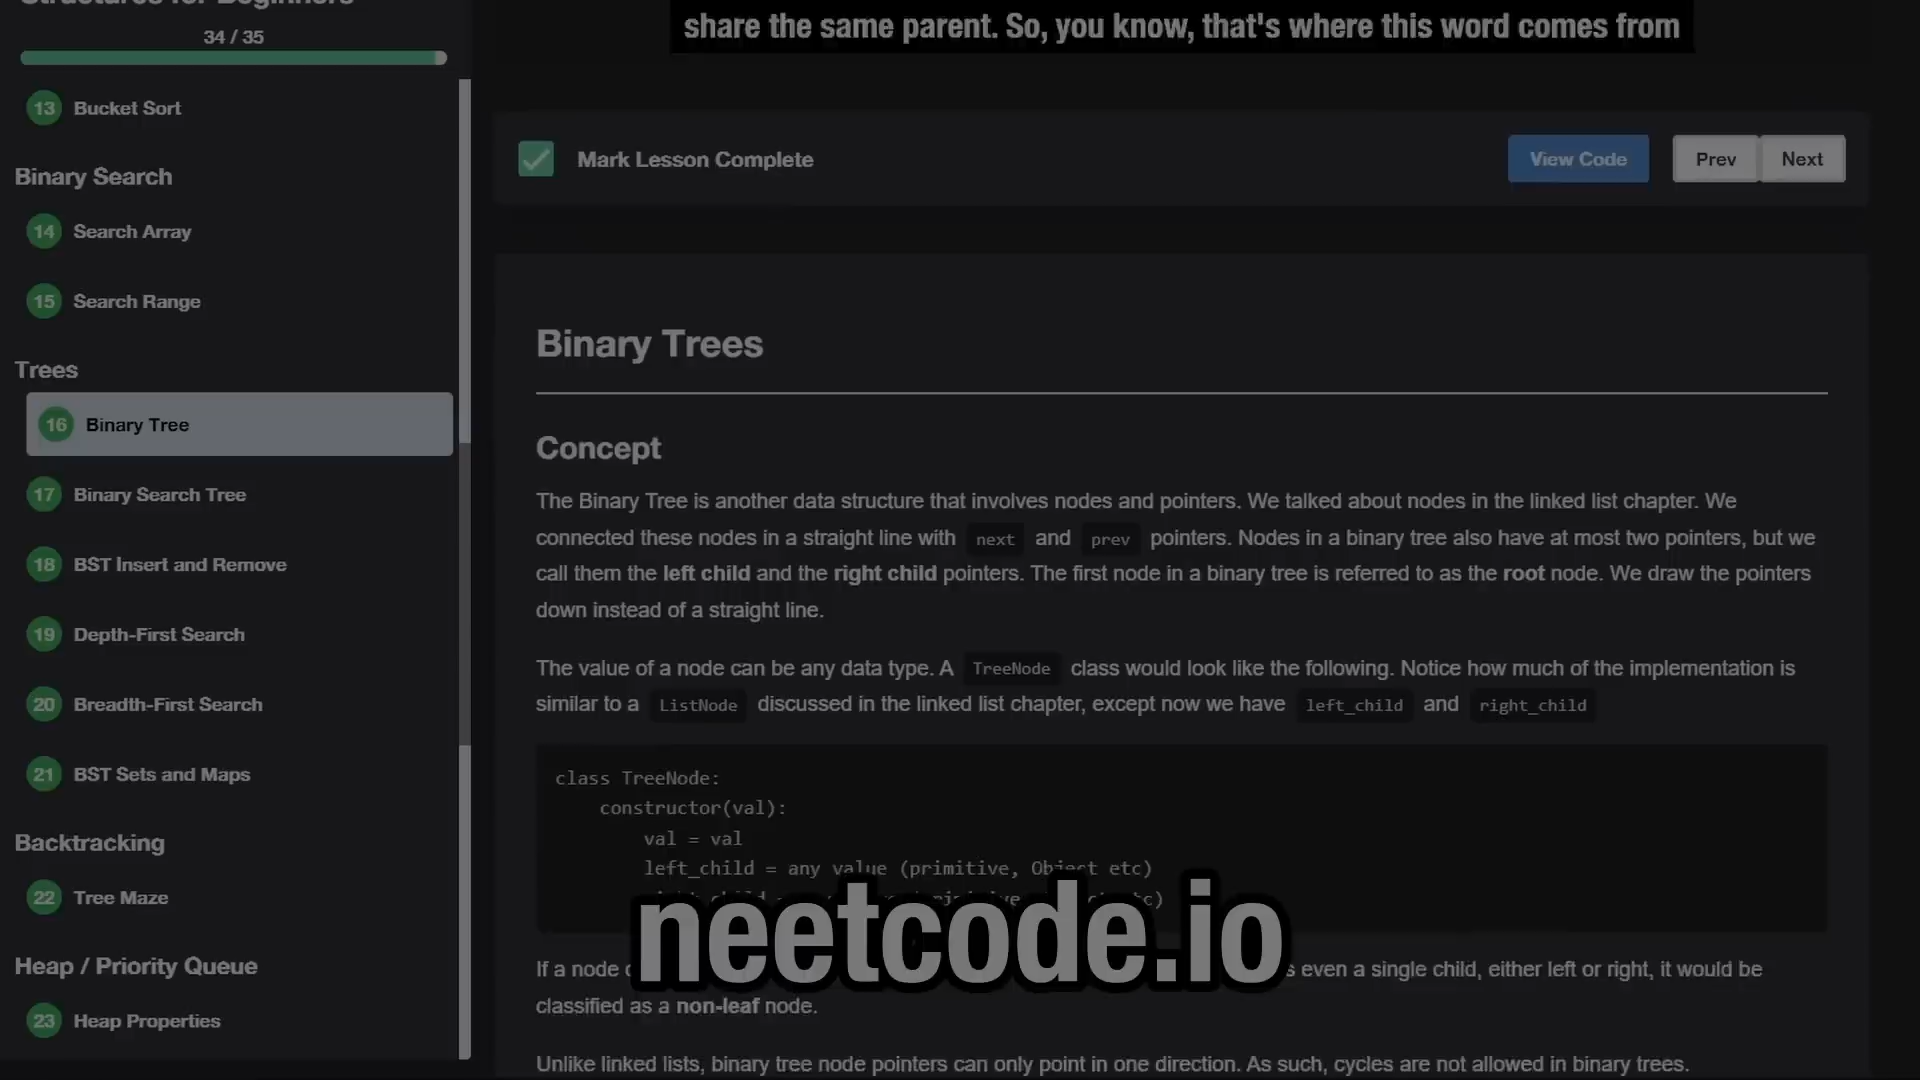 Structures for Beginners
34 / 35
13 Bucket Sort
Binary Search
14 Search Array
15 Search Range
Trees
16 Binary Tree
17 Binary Search Tree
18 BST Insert and Remove
19 Depth-First Search
20 Breadth-First Search
21 BST Sets and Maps
Backtracking
22 Tree Maze
Heap / Priority Queue
23 Heap Properties
share the same parent. So, you know, that's where this word comes from
Mark Lesson Complete
View Code
Prev
Next
Binary Trees
Concept
The Binary Tree is another data structure that involves nodes and pointers. We talked about nodes in the linked list chapter. We
connected these nodes in a straight line with next and prev pointers. Nodes in a binary tree also have at most two pointers, but we
call them the left child and the right child pointers. The first node in a binary tree is referred to as the root node. We draw the pointers
down instead of a straight line.
The value of a node can be any data type. A TreeNode class would look like the following. Notice how much of the implementation is
similar to a ListNode discussed in the linked list chapter, except now we have left_child and right_child
class TreeNode:
constructor(val):
val = val
left_child = any value (primitive, Object etc)
neetcode.io
If a node
even a single child, either left or right, it would be
classified as a non-leaf node.
Unlike linked lists, binary tree node pointers can only point in one direction. As such, cycles are not allowed in binary trees.